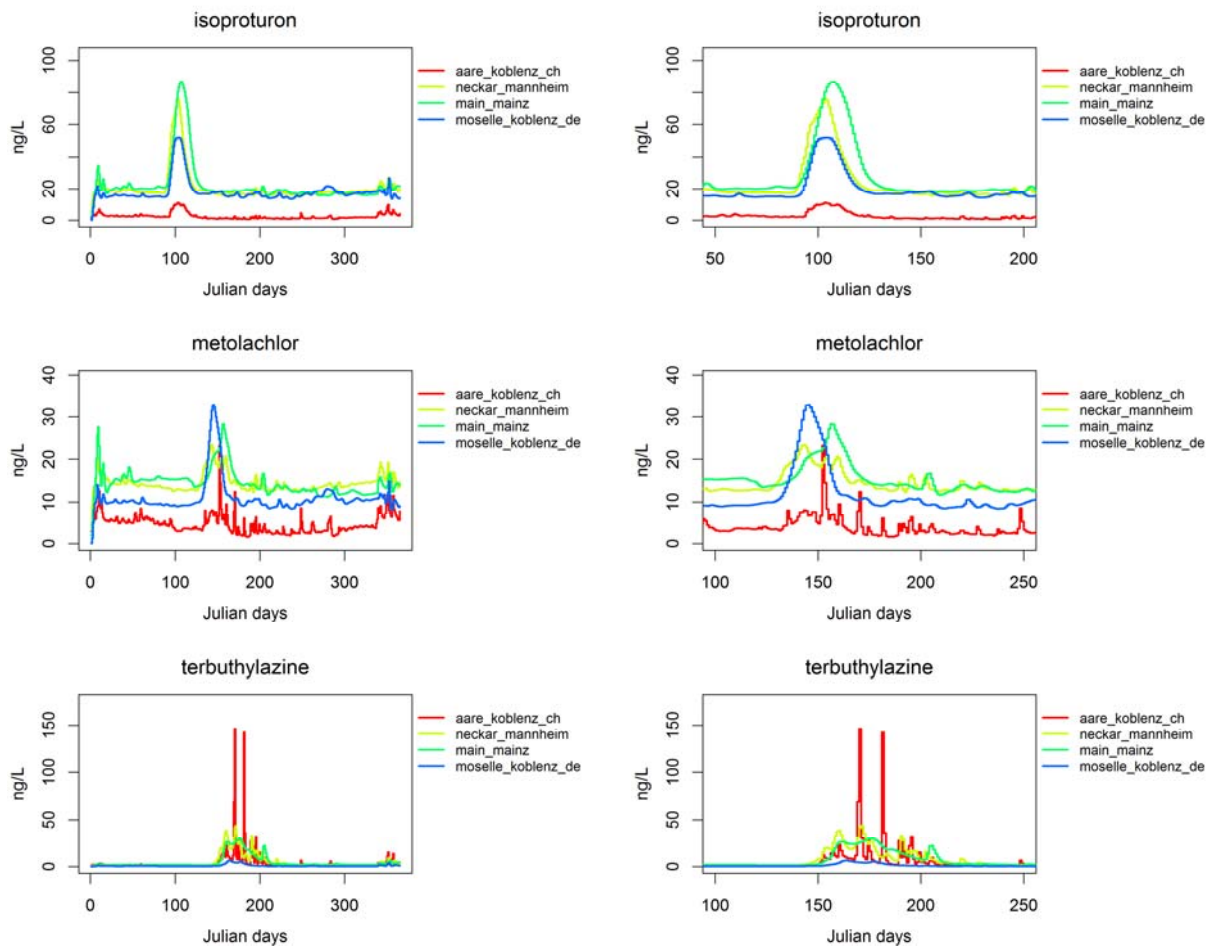 isoproturon
ng/L
100
60
20
0
0
100
200
300
Julian days
aare_koblenz_ch
neckar_mannheim
main_mainz
moselle_koblenz_de
isoproturon
ng/L
100
60
20
0
50
100
150
200
Julian days
aare_koblenz_ch
neckar_mannheim
main_mainz
moselle_koblenz_de
metolachlor
ng/L
40
30
20
10
0
0
100
200
300
Julian days
aare_koblenz_ch
neckar_mannheim
main_mainz
moselle_koblenz_de
metolachlor
ng/L
40
30
20
10
0
100
150
200
250
Julian days
aare_koblenz_ch
neckar_mannheim
main_mainz
moselle_koblenz_de
terbuthylazine
ng/L
150
100
50
0
0
100
200
300
Julian days
aare_koblenz_ch
neckar_mannheim
main_mainz
moselle_koblenz_de
terbuthylazine
ng/L
150
100
50
0
100
150
200
250
Julian days
aare_koblenz_ch
neckar_mannheim
main_mainz
moselle_koblenz_de